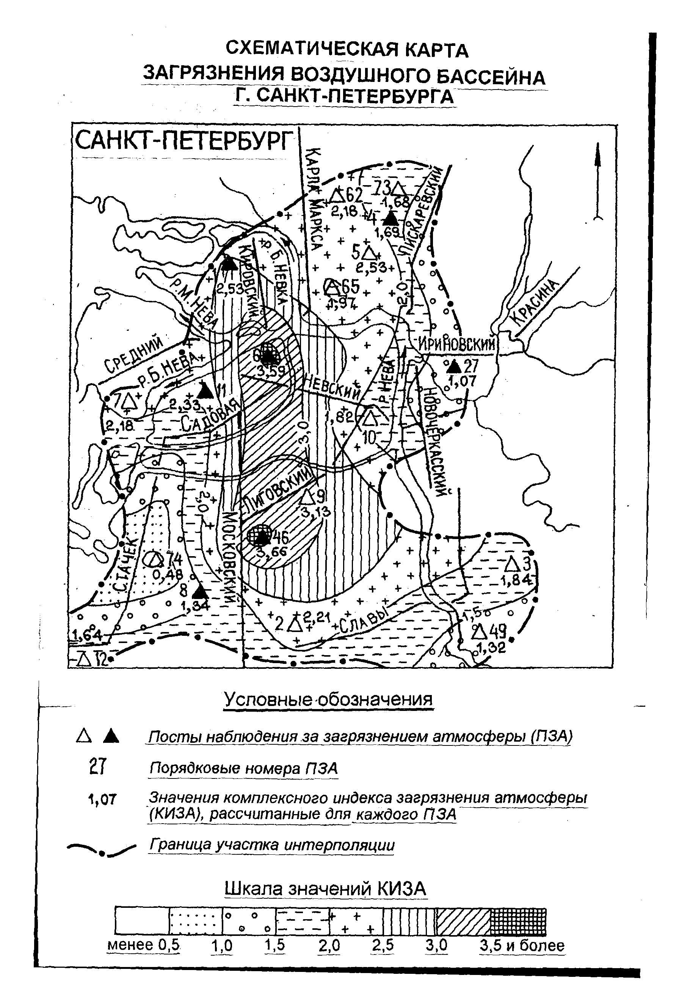 СХЕМАТИЧЕСКАЯ КАРТА
ЗАГРЯЗНЕНИЯ ВОЗДУШНОГО БАССЕЙНА
Г. САНКТ-ПЕТЕРБУРГА
САНКТ-ПЕТЕРБУРГ
КАРЛА МАРКСА
ПИСКАРЕВСКИЙ
73
1,68
62
2,18
4
1,69
5
2,53
65
1,97
2,0
КИРОВСКИЙ
Р. Б. НЕВКА
1
2,53
Р. М. НЕВА
КРАСИНА
ИРИНОВСКИЙ
СРЕДНИЙ
Р. Б. НЕВА
6
3,59
27
1,07
НЕВСКИЙ
Р. НЕВА
НОВОЧЕРКАССКИЙ
7
2,18
11
2,33
САДОВАЯ
1,82
10
3,0
ЛИГОВСКИЙ
9
3,13
2,0
МОСКОВСКИЙ
46
3,66
СТАЧЕК
74
0,48
8
1,34
3
1,84
2
2,21
СЛАВЫ
1,5
49
1,32
1,64
12
Условные обозначения
Посты наблюдения за загрязнением атмосферы (ПЗА)
27 Порядковые номера ПЗА
1,07 Значения комплексного индекса загрязнения атмосферы
(КИЗА), рассчитанные для каждого ПЗА
Граница участка интерполяции
Шкала значений КИЗА
менее 0,5 1,0 1,5 2,0 2,5 3,0 3,5 и более